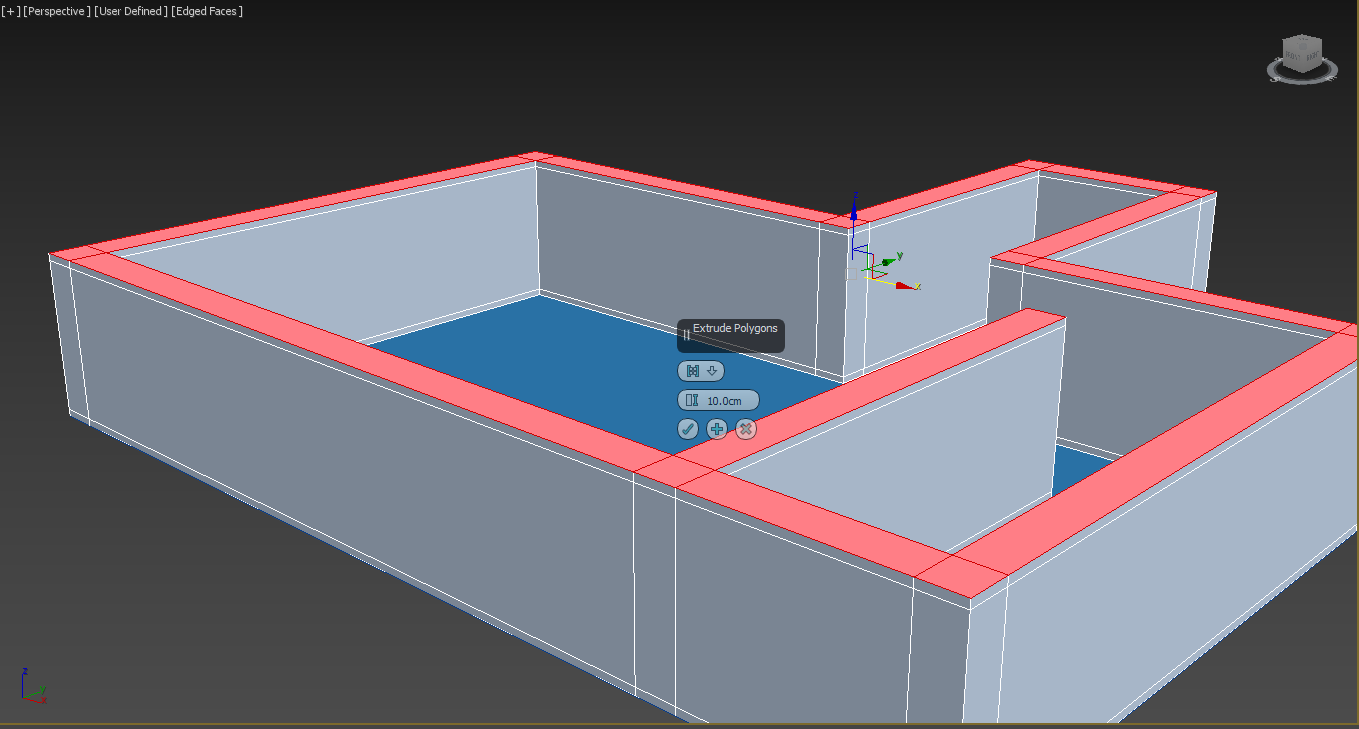 [+] [Perspective] [User Defined] [Edged Faces]
z
y
x
Extrude Polygons
10.0cm
z
y
x